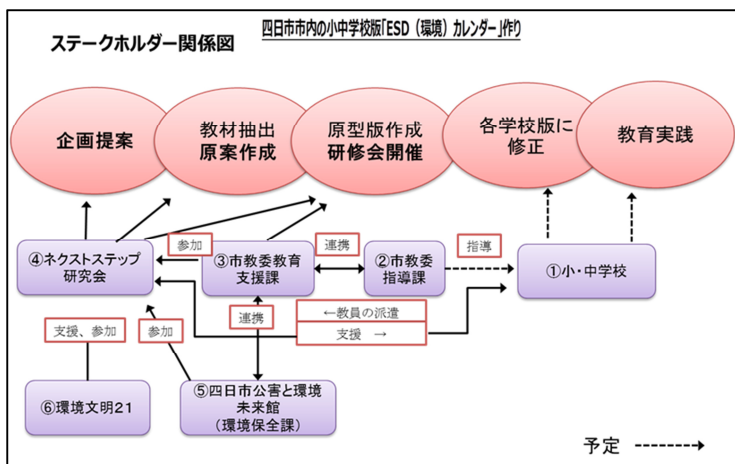 四日市市内の小中学校版「ESD（環境）カレンダー」作り
ステークホルダー関係図
企画提案
教材抽出
原案作成
原型版作成
研修会開催
各学校版に
修正
教育実践
④ネクストステップ
研究会
参加
③市教委教育
支援課
連携
②市教委
指導課
指導
①小・中学校
支援、参加
参加
連携
←教員の派遣
支援　→
⑥環境文明21
⑤四日市公害と環境
未来館
（環境保全課）
予定